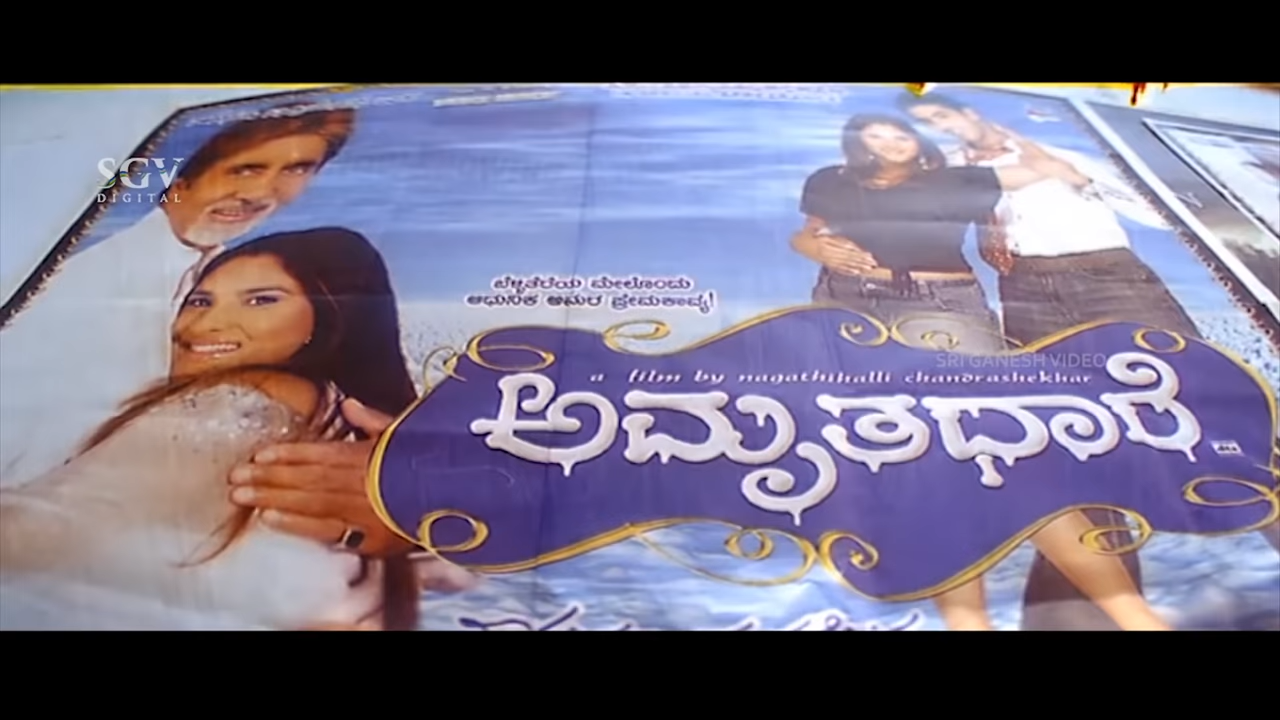 SGV
DIGITAL
ಬೆಳ್ಳಿತೆರೆಯ ಮೇಲೊಂದು
ಆಧುನಿಕ ಅಮರ ಪ್ರೇಮಕಾವ್ಯ!
SRI GANESH VIDEO
a film by nagathihalli chandrashekhar
ಅಮೃತಧಾರೆ